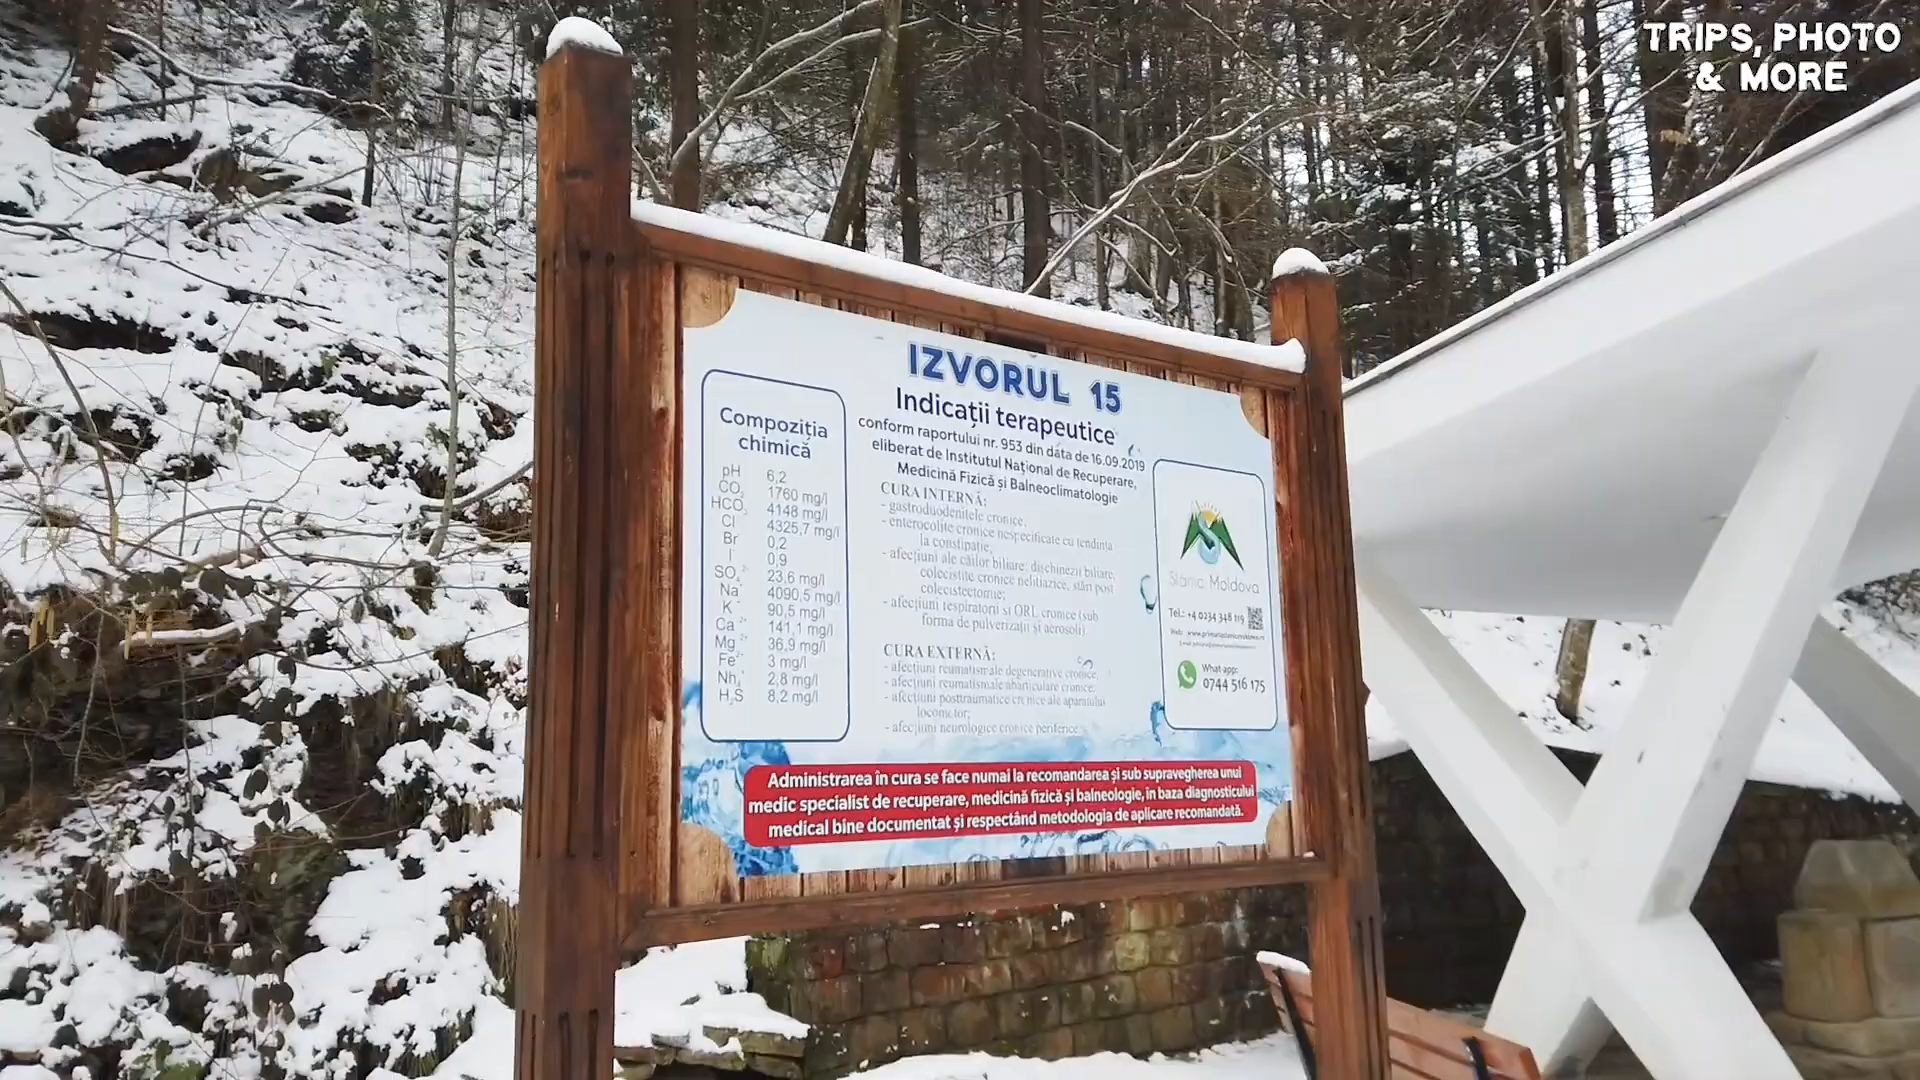 TRIPS, PHOTO
& MORE
IZVORUL 15
Indicații terapeutice
conform raportului nr. 953 din data de 16.09.2019
eliberat de Institutul Național de Recuperare,
Medicină Fizică și Balneoclimatologie
Compoziția
chimică
pH 6,2
CO₂ 1760 mg/l
HCO₃ 4148 mg/l
Cl⁻ 4325,7 mg/l
Br⁻ 0,2
I⁻ 0,9
SO₄²⁻ 23,6 mg/l
Na⁺ 4090,5 mg/l
K⁺ 90,5 mg/l
Ca²⁺ 141,1 mg/l
Mg²⁺ 36,9 mg/l
Fe²⁺ 3 mg/l
Nh₄⁺ 2,8 mg/l
H₂S 8,2 mg/l
CURA INTERNĂ:
- gastroduodenitele cronice,
- enterocolite cronice nespecificate cu tendința
la constipație,
- afecțiuni ale căilor biliare: dischinezii biliare,
colecistite cronice nelitiazice, stări post
colecistectomie;
- afecțiuni respiratorii si ORL cronice (sub
forma de pulverizații și aerosoli).
CURA EXTERNĂ:
- afecțiuni reumatismale degenerative cronice,
- afecțiuni reumatismale abarticulare cronice,
- afecțiuni posttraumatice cronice ale aparatului
locomotor;
- afecțiuni neurologice cronice periferice
Slănic Moldova
Tel.: +4 0234 348 119
Web:
What-app:
0744 516 175
Administrarea în cura se face numai la recomandarea și sub supravegherea unui
medic specialist de recuperare, medicină fizică și balneologie, în baza diagnosticului
medical bine documentat și respectând metodologia de aplicare recomandată.